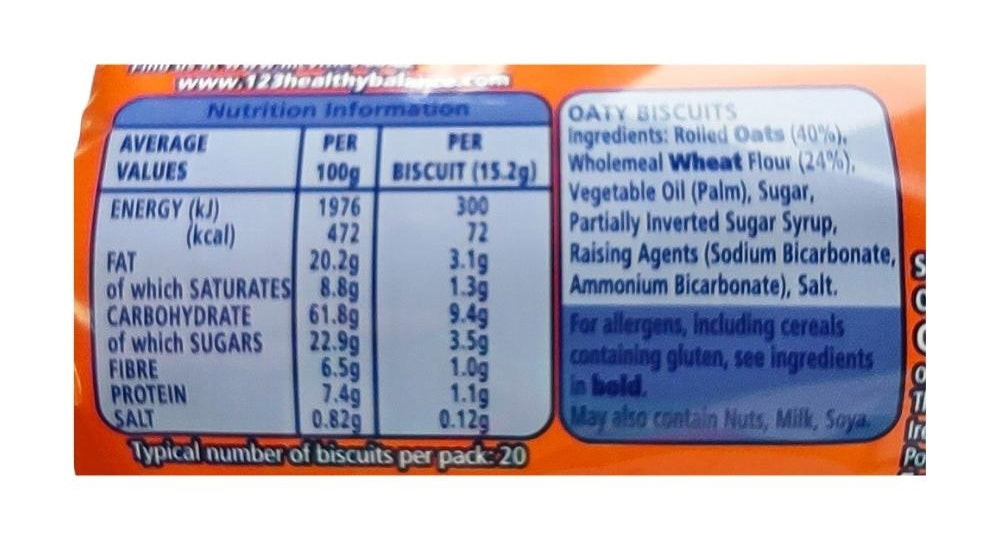 www.123healthybalance.com
Nutrition Information
AVERAGE VALUES PER 100g PER BISCUIT (15.2g)
ENERGY (kJ) 1976 300
(kcal) 472 72
FAT 20.2g 3.1g
of which SATURATES 8.8g 1.3g
CARBOHYDRATE 61.8g 9.4g
of which SUGARS 22.9g 3.5g
FIBRE 6.5g 1.0g
PROTEIN 7.4g 1.1g
SALT 0.82g 0.12g
Typical number of biscuits per pack: 20
OATY BISCUITS
Ingredients: Rolled Oats (40%),
Wholemeal Wheat Flour (24%),
Vegetable Oil (Palm), Sugar,
Partially Inverted Sugar Syrup,
Raising Agents (Sodium Bicarbonate,
Ammonium Bicarbonate), Salt.
For allergens, including cereals
containing gluten, see ingredients
in bold.
May also contain Nuts, Milk, Soya.